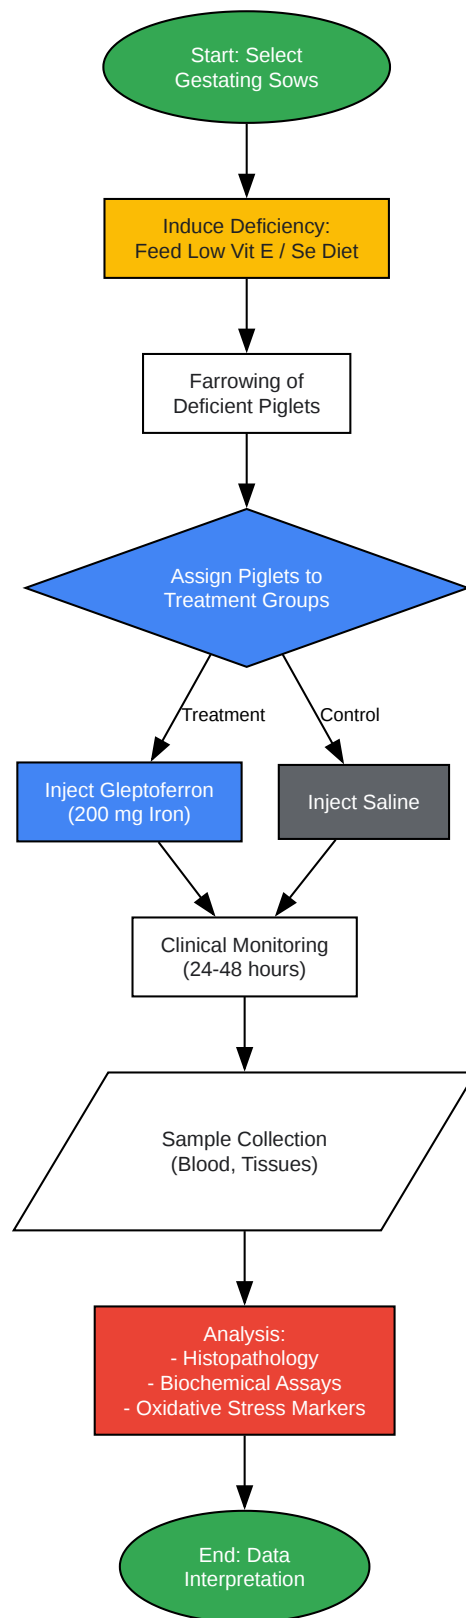 Start: Select
Gestating Sows
Induce Deficiency:
Feed Low Vit E / Se Diet
Farrowing of
Deficient Piglets
Assign Piglets to
Treatment Groups
Treatment
Control
Inject Gleptoferron
(200 mg Iron)
Inject Saline
Clinical Monitoring
(24-48 hours)
Sample Collection
(Blood, Tissues)
Analysis:
- Histopathology
- Biochemical Assays
- Oxidative Stress Markers
End: Data
Interpretation